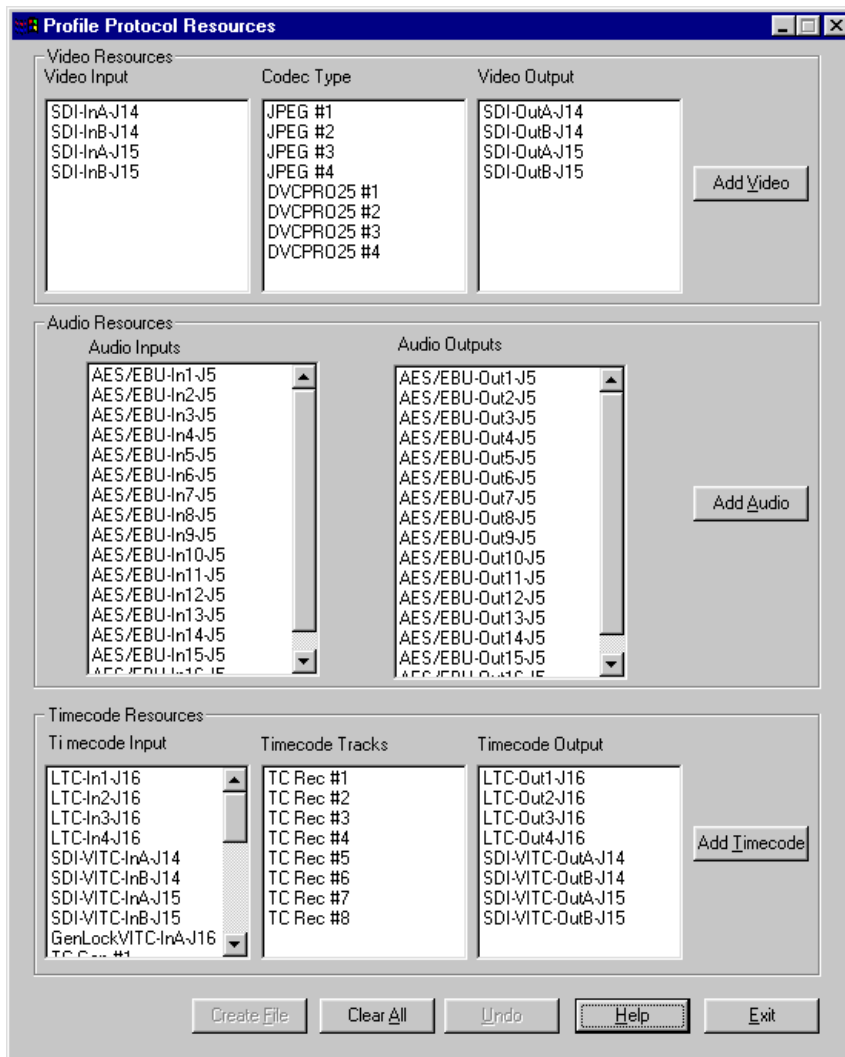 Profile Protocol Resources
Video Resources
Video Input
Codec Type
Video Output
SDI-InA-J14
SDI-InB-J14
SDI-InA-J15
SDI-InB-J15
JPEG #1
JPEG #2
JPEG #3
JPEG #4
DVCPRO25 #1
DVCPRO25 #2
DVCPRO25 #3
DVCPRO25 #4
SDI-OutA-J14
SDI-OutB-J14
SDI-OutA-J15
SDI-OutB-J15
Add Video
Audio Resources
Audio Inputs
Audio Outputs
AES/EBU-In1-J5
AES/EBU-In2-J5
AES/EBU-In3-J5
AES/EBU-In4-J5
AES/EBU-In5-J5
AES/EBU-In6-J5
AES/EBU-In7-J5
AES/EBU-In8-J5
AES/EBU-In9-J5
AES/EBU-In10-J5
AES/EBU-In11-J5
AES/EBU-In12-J5
AES/EBU-In13-J5
AES/EBU-In14-J5
AES/EBU-In15-J5
AES/EBU-In16-J5
AES/EBU-Out1-J5
AES/EBU-Out2-J5
AES/EBU-Out3-J5
AES/EBU-Out4-J5
AES/EBU-Out5-J5
AES/EBU-Out6-J5
AES/EBU-Out7-J5
AES/EBU-Out8-J5
AES/EBU-Out9-J5
AES/EBU-Out10-J5
AES/EBU-Out11-J5
AES/EBU-Out12-J5
AES/EBU-Out13-J5
AES/EBU-Out14-J5
AES/EBU-Out15-J5
AES/EBU-Out16-J5
Add Audio
Timecode Resources
Ti mecode Input
Timecode Tracks
Timecode Output
LTC-In1-J16
LTC-In2-J16
LTC-In3-J16
LTC-In4-J16
SDI-VITC-InA-J14
SDI-VITC-InB-J14
SDI-VITC-InA-J15
SDI-VITC-InB-J15
GenLockVITC-InA-J16
TC Gen #1
TC Rec #1
TC Rec #2
TC Rec #3
TC Rec #4
TC Rec #5
TC Rec #6
TC Rec #7
TC Rec #8
LTC-Out1-J16
LTC-Out2-J16
LTC-Out3-J16
LTC-Out4-J16
SDI-VITC-OutA-J14
SDI-VITC-OutB-J14
SDI-VITC-OutA-J15
SDI-VITC-OutB-J15
Add Timecode
Create File
Clear All
Undo
Help
Exit